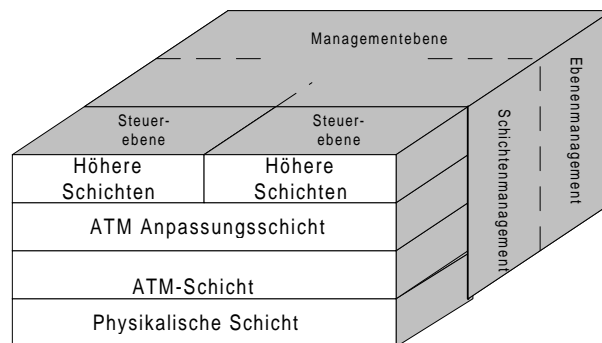 Managementebene
Steuer-
ebene
Steuer-
ebene
Höhere
Schichten
Höhere
Schichten
ATM Anpassungsschicht
ATM-Schicht
Physikalische Schicht
Schichtenmanagement
Ebenenmanagement